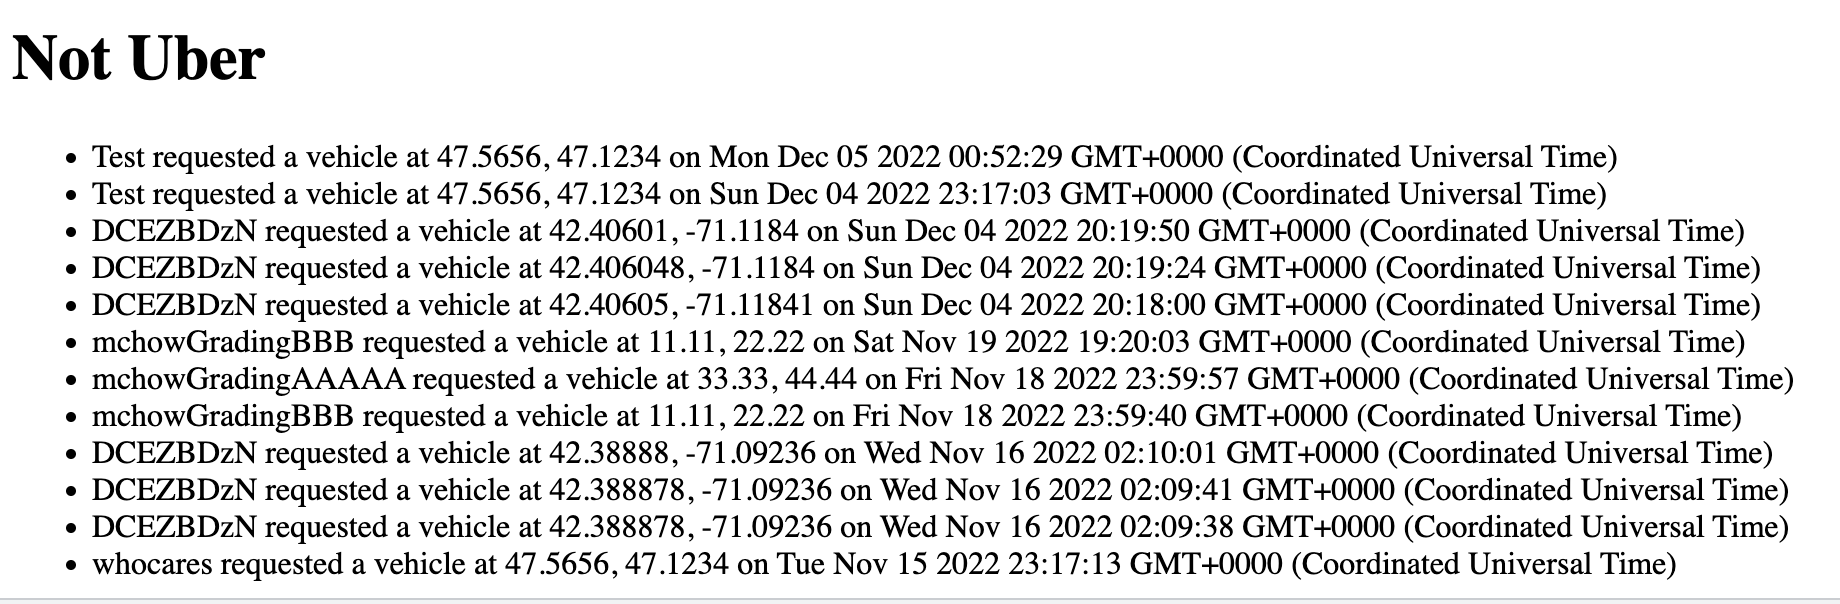 Not Uber
• Test requested a vehicle at 47.5656, 47.1234 on Mon Dec 05 2022 00:52:29 GMT+0000 (Coordinated Universal Time)
• Test requested a vehicle at 47.5656, 47.1234 on Sun Dec 04 2022 23:17:03 GMT+0000 (Coordinated Universal Time)
• DCEZBDzN requested a vehicle at 42.40601, -71.1184 on Sun Dec 04 2022 20:19:50 GMT+0000 (Coordinated Universal Time)
• DCEZBDzN requested a vehicle at 42.406048, -71.1184 on Sun Dec 04 2022 20:19:24 GMT+0000 (Coordinated Universal Time)
• DCEZBDzN requested a vehicle at 42.40605, -71.11841 on Sun Dec 04 2022 20:18:00 GMT+0000 (Coordinated Universal Time)
• mchowGradingBBB requested a vehicle at 11.11, 22.22 on Sat Nov 19 2022 19:20:03 GMT+0000 (Coordinated Universal Time)
• mchowGradingAAAAA requested a vehicle at 33.33, 44.44 on Fri Nov 18 2022 23:59:57 GMT+0000 (Coordinated Universal Time)
• mchowGradingBBB requested a vehicle at 11.11, 22.22 on Fri Nov 18 2022 23:59:40 GMT+0000 (Coordinated Universal Time)
• DCEZBDzN requested a vehicle at 42.38888, -71.09236 on Wed Nov 16 2022 02:10:01 GMT+0000 (Coordinated Universal Time)
• DCEZBDzN requested a vehicle at 42.388878, -71.09236 on Wed Nov 16 2022 02:09:41 GMT+0000 (Coordinated Universal Time)
• DCEZBDzN requested a vehicle at 42.388878, -71.09236 on Wed Nov 16 2022 02:09:38 GMT+0000 (Coordinated Universal Time)
• whocares requested a vehicle at 47.5656, 47.1234 on Tue Nov 15 2022 23:17:13 GMT+0000 (Coordinated Universal Time)